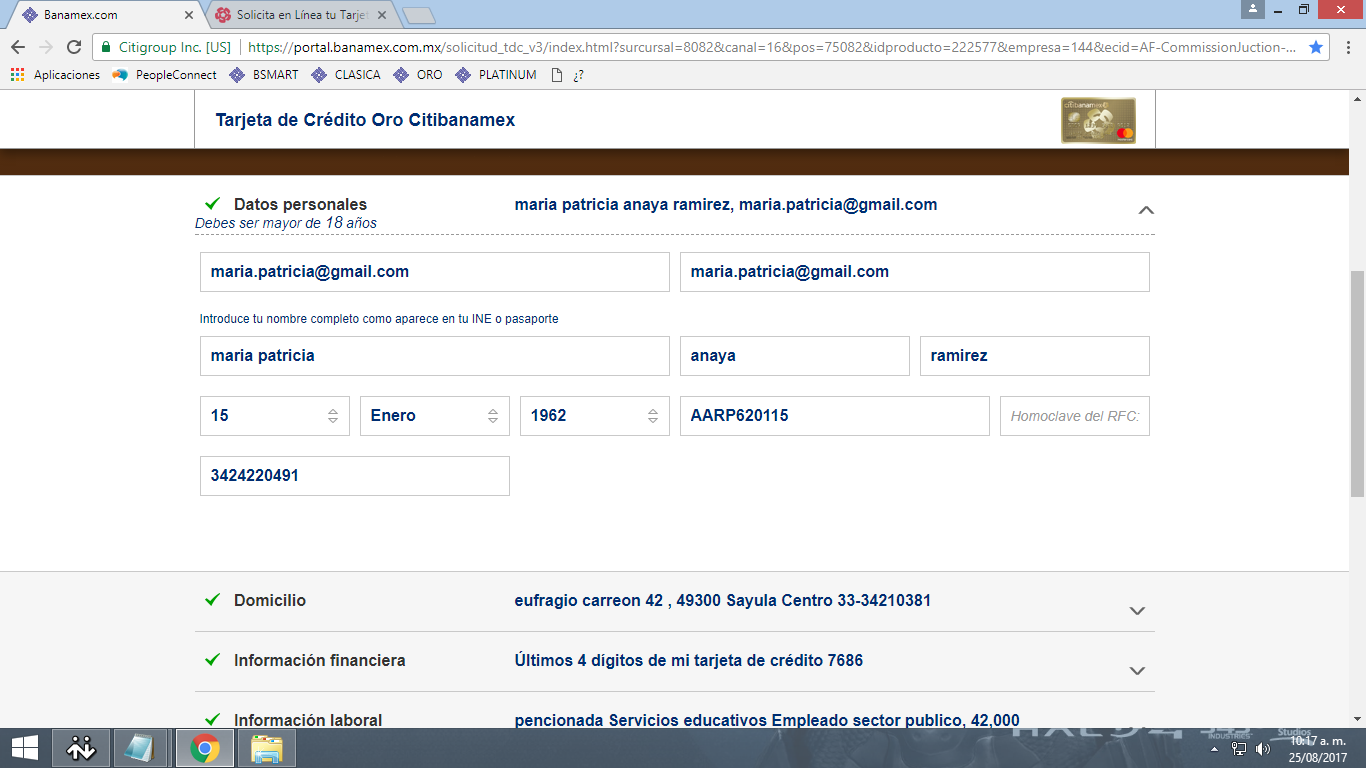 Banamex.com
Solicita en Línea tu Tarjet
Citigroup Inc. [US] https://portal.banamex.com.mx/solicitud_tdc_v3/index.html?surcursal=8082&canal=16&pos=75082&idproducto=222577&empresa=144&ecid=AF-CommissionJuction-...
Aplicaciones PeopleConnect BSMART CLASICA ORO PLATINUM ¿?
Tarjeta de Crédito Oro Citibanamex
citibanamex
Datos personales maria patricia anaya ramirez, maria.patricia@gmail.com
Debes ser mayor de 18 años
maria.patricia@gmail.com maria.patricia@gmail.com
Introduce tu nombre completo como aparece en tu INE o pasaporte
maria patricia anaya ramirez
15 Enero 1962 AARP620115 Homoclave del RFC:
3424220491
Domicilio eufragio carreon 42 , 49300 Sayula Centro 33-34210381
Información financiera Últimos 4 dígitos de mi tarjeta de crédito 7686
Información laboral pencionada Servicios educativos Empleado sector publico, 42,000
343 INDUSTRIES Studios
10:17 a. m.
25/08/2017